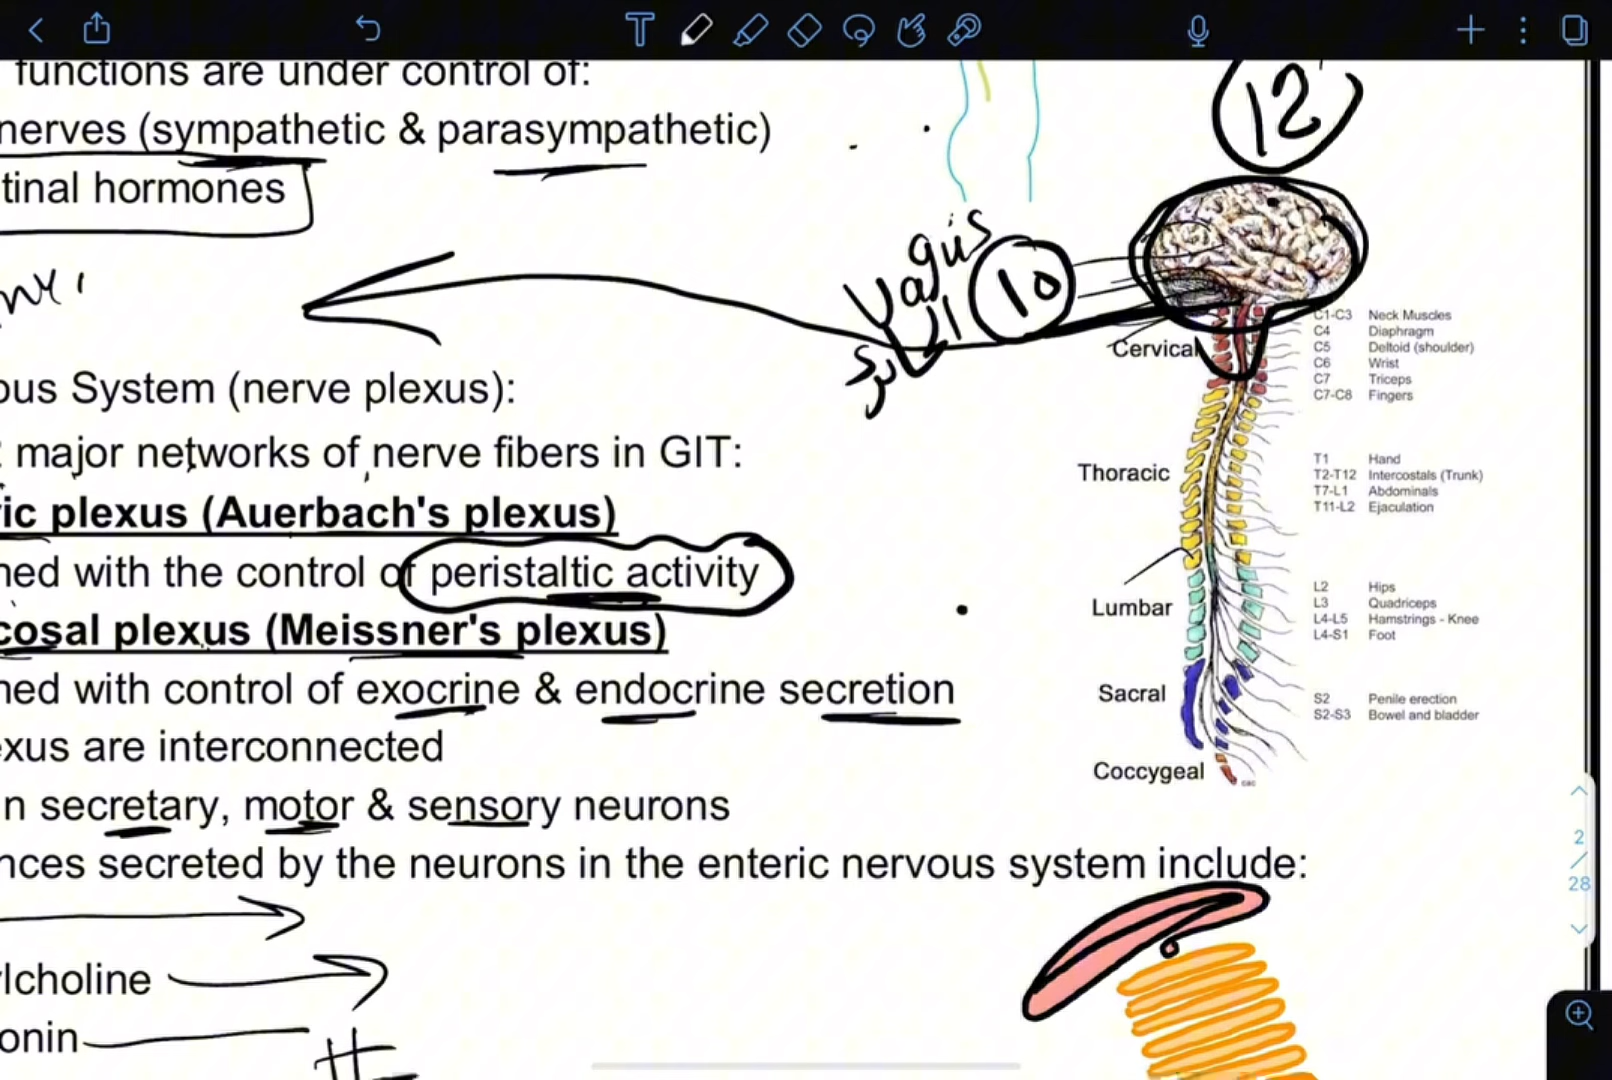 functions are under control of:
12
nerves (sympathetic & parasympathetic)
tinal hormones
vagus
10
C1-C3 Neck Muscles
C4 Diaphragm
Cervical
C5 Deltoid (shoulder)
C6 Wrist
C7 Triceps
C7-C8 Fingers
ous System (nerve plexus):
major networks of nerve fibers in GIT:
T1 Hand
Thoracic
T2-T12 Intercostals (Trunk)
T7-L1 Abdominals
T11-L2 Ejaculation
ic plexus (Auerbach's plexus)
ned with the control of peristaltic activity
L2 Hips
Lumbar
L3 Quadriceps
L4-L5 Hamstrings - Knee
L4-S1 Foot
cosal plexus (Meissner's plexus)
ned with control of exocrine & endocrine secretion
Sacral
S2 Penile erection
S2-S3 Bowel and bladder
exus are interconnected
Coccygeal
n secretary, motor & sensory neurons
nces secreted by the neurons in the enteric nervous system include:
2
/
28
lcholine
onin